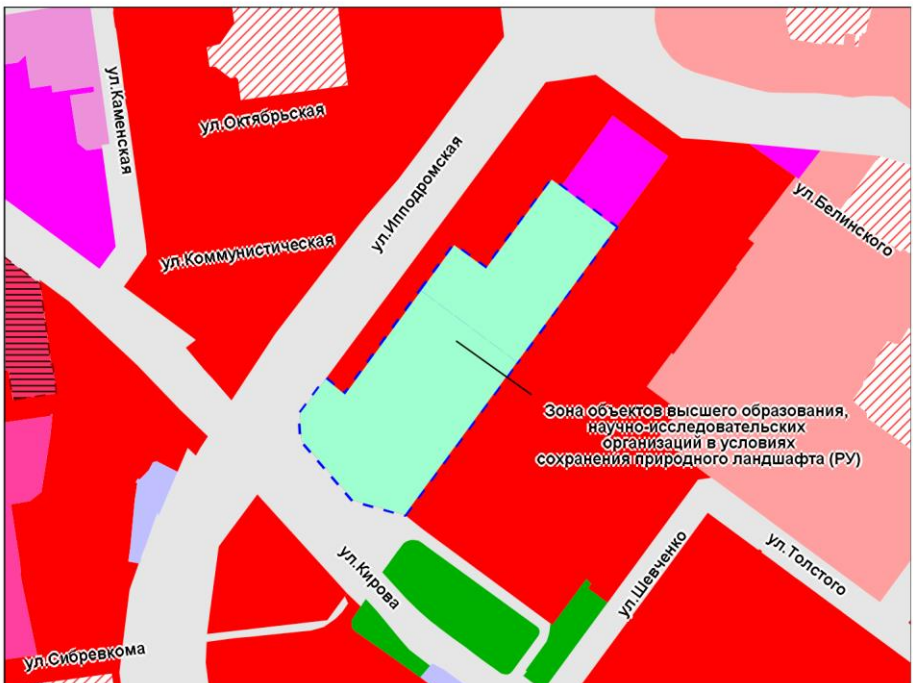 ул.Каменская
ул.Октябрьская
ул.Ипподромская
ул.Коммунистическая
ул.Белинского
Зона объектов высшего образования,
научно-исследовательских
организаций в условиях
сохранения природного ландшафта (РУ)
ул.Кирова
ул.Шевченко
ул.Толстого
ул.Сибревкома